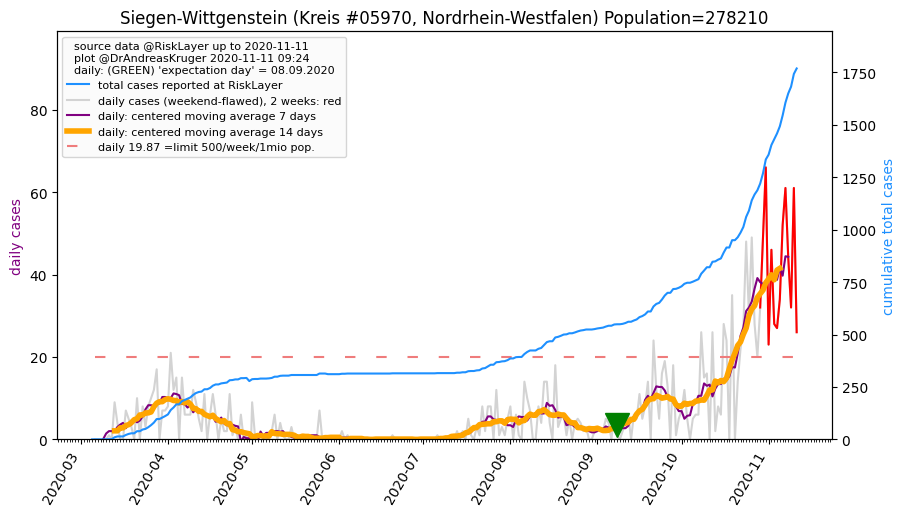 Siegen-Wittgenstein (Kreis #05970, Nordrhein-Westfalen) Population=278210
source data @RiskLayer up to 2020-11-11
plot @DrAndreasKruger 2020-11-11 09:24
daily: (GREEN) 'expectation day' = 08.09.2020
total cases reported at RiskLayer
daily cases (weekend-flawed), 2 weeks: red
daily: centered moving average 7 days
daily: centered moving average 14 days
daily 19.87 =limit 500/week/1mio pop.
daily cases
80
60
40
20
0
cumulative total cases
1750
1500
1250
1000
750
500
250
0
2020-03
2020-04
2020-05
2020-06
2020-07
2020-08
2020-09
2020-10
2020-11